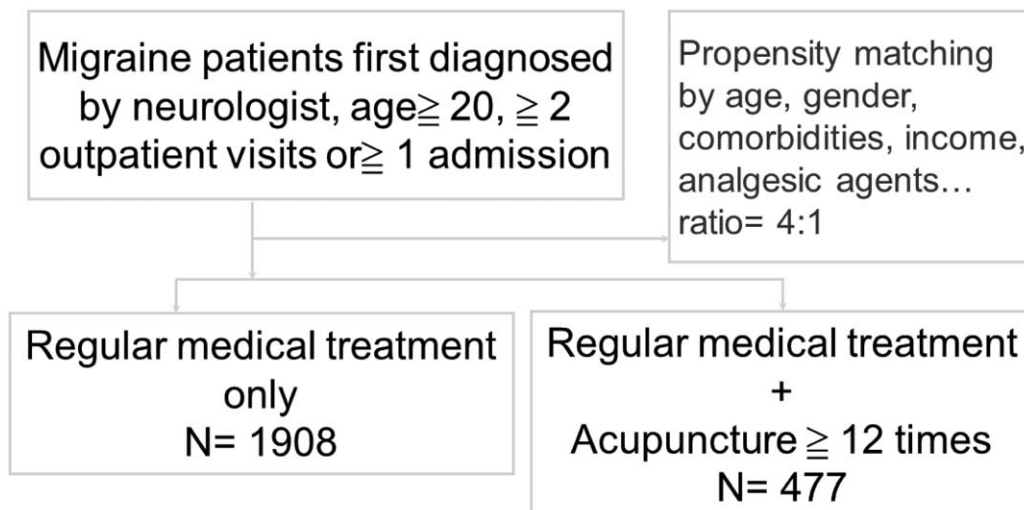 Migraine patients first diagnosed
by neurologist, age≧ 20, ≧ 2
outpatient visits or≧ 1 admission
Propensity matching
by age, gender,
comorbidities, income,
analgesic agents…
ratio= 4:1
Regular medical treatment
only
N= 1908
Regular medical treatment
+
Acupuncture ≧ 12 times
N= 477